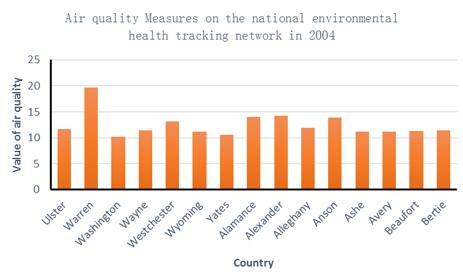 Air quality Measures on the national environmental
health tracking network in 2004
Value of air quality
25
20
15
10
5
0
Ulster
Warren
Washington
Wayne
Westchester
Wyoming
Yates
Alamance
Alexander
Alleghany
Anson
Ashe
Avery
Beaufort
Bertie
Country